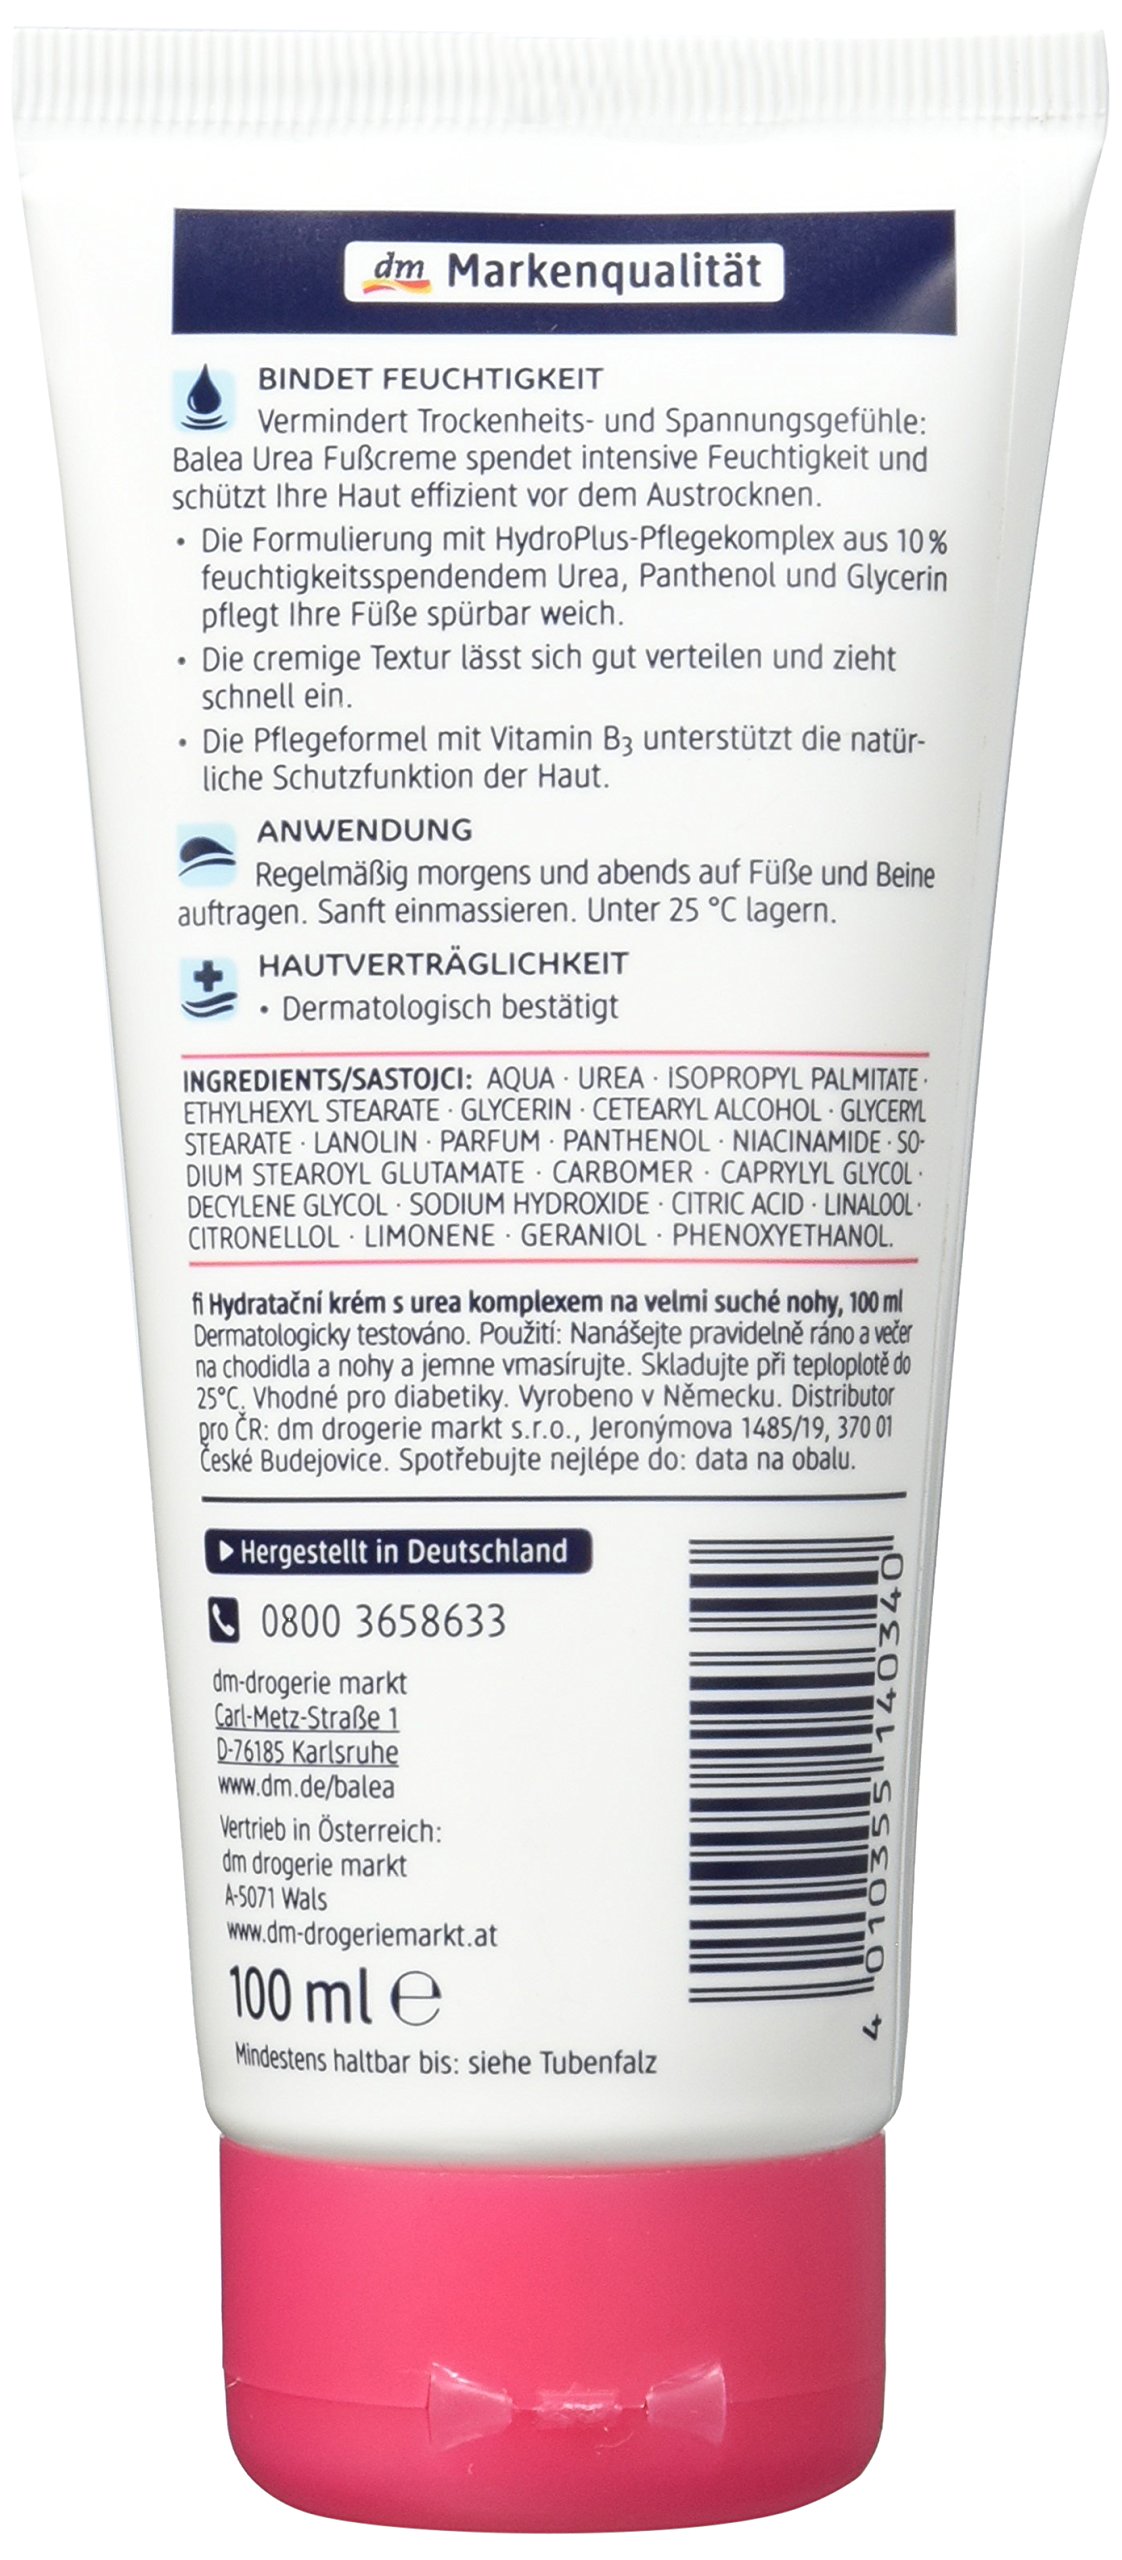 dm Markenqualität
BINDET FEUCHTIGKEIT
Vermindert Trockenheits- und Spannungsgefühle:
Balea Urea Fußcreme spendet intensive Feuchtigkeit und
schützt Ihre Haut effizient vor dem Austrocknen.
• Die Formulierung mit HydroPlus-Pflegekomplex aus 10%
feuchtigkeitsspendendem Urea, Panthenol und Glycerin
pflegt Ihre Füße spürbar weich.
• Die cremige Textur lässt sich gut verteilen und zieht
schnell ein.
• Die Pflegeformel mit Vitamin B3 unterstützt die natür-
liche Schutzfunktion der Haut.
ANWENDUNG
Regelmäßig morgens und abends auf Füße und Beine
auftragen. Sanft einmassieren. Unter 25 °C lagern.
HAUTVERTRÄGLICHKEIT
• Dermatologisch bestätigt
INGREDIENTS/SASTOJCI: AQUA · UREA · ISOPROPYL PALMITATE ·
ETHYLHEXYL STEARATE · GLYCERIN · CETEARYL ALCOHOL · GLYCERYL
STEARATE · LANOLIN · PARFUM · PANTHENOL · NIACINAMIDE · SO-
DIUM STEAROYL GLUTAMATE · CARBOMER · CAPRYLYL GLYCOL ·
DECYLENE GLYCOL · SODIUM HYDROXIDE · CITRIC ACID · LINALOOL ·
CITRONELLOL · LIMONENE · GERANIOL · PHENOXYETHANOL.
fi Hydratační krém s urea komplexem na velmi suché nohy, 100 ml
Dermatologicky testováno. Použití: Nanášejte pravidelně ráno a večer
na chodidla a nohy a jemne vmasírujte. Skladujte při teploplotě do
25°C. Vhodné pro diabetiky. Vyrobeno v Německu. Distributor
pro ČR: dm drogerie markt s.r.o., Jeronýmova 1485/19, 370 01
České Budejovice. Spotřebujte nejlépe do: data na obalu.
Hergestellt in Deutschland
0800 3658633
dm-drogerie markt
Carl-Metz-Straße 1
D-76185 Karlsruhe
www.dm.de/balea
Vertrieb in Österreich:
dm drogerie markt
A-5071 Wals
www.dm-drogeriemarkt.at
100 ml ℮
Mindestens haltbar bis: siehe Tubenfalz
4 010355 140340